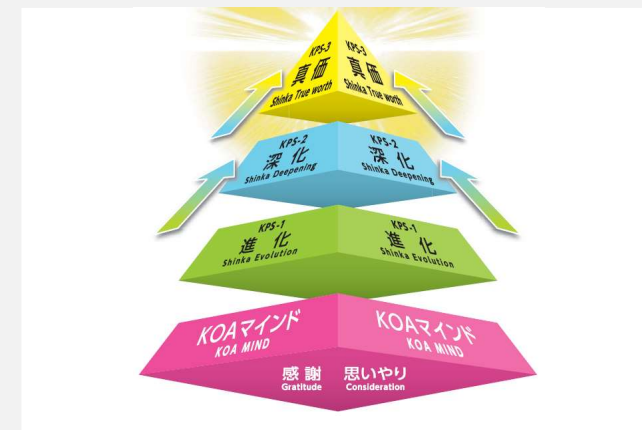 KPS-3
真価
Shinka True worth
KPS-3
真価
Shinka True worth
KPS-2
深化
Shinka Deepening
KPS-2
深化
Shinka Deepening
KPS-1
進化
Shinka Evolution
KPS-1
進化
Shinka Evolution
KOAマインド
KOA MIND
KOAマインド
KOA MIND
感謝
Gratitude
思いやり
Consideration